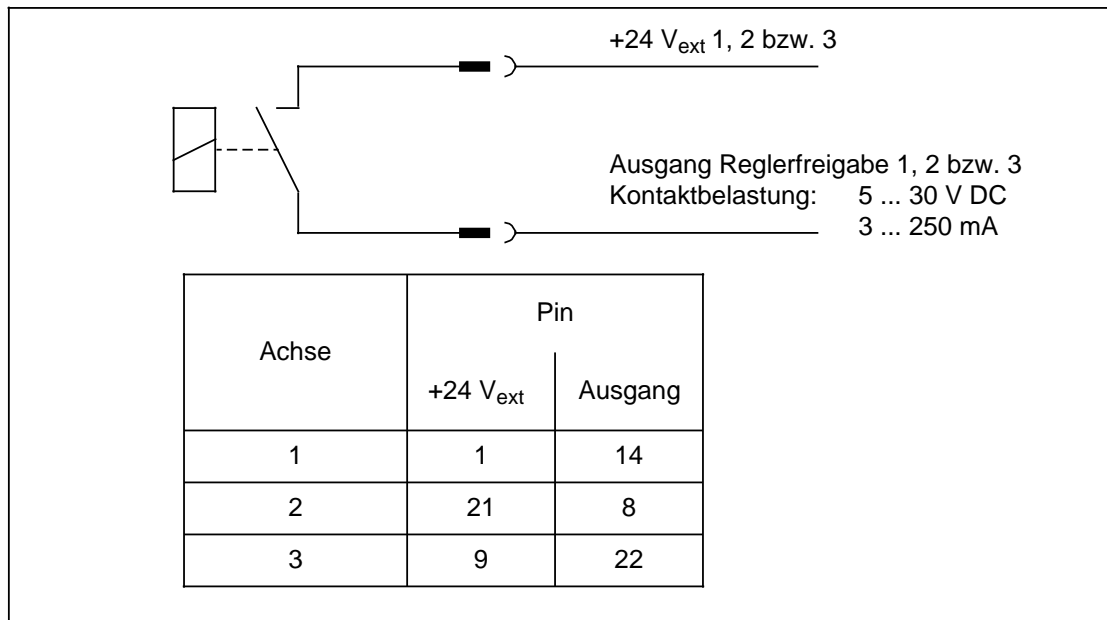 +24 Vext 1, 2 bzw. 3
Ausgang Reglerfreigabe 1, 2 bzw. 3
Kontaktbelastung: 5 ... 30 V DC
3 ... 250 mA
Achse Pin
+24 Vext Ausgang
1 1 14
2 21 8
3 9 22